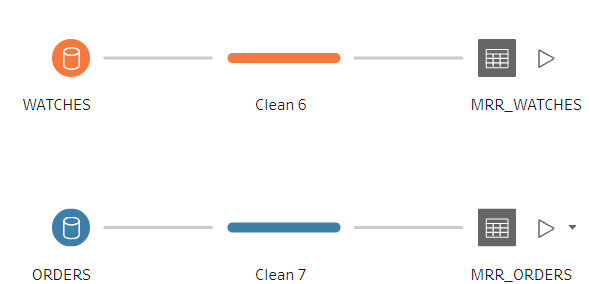 WATCHES
Clean 6
MRR_WATCHES
ORDERS
Clean 7
MRR_ORDERS